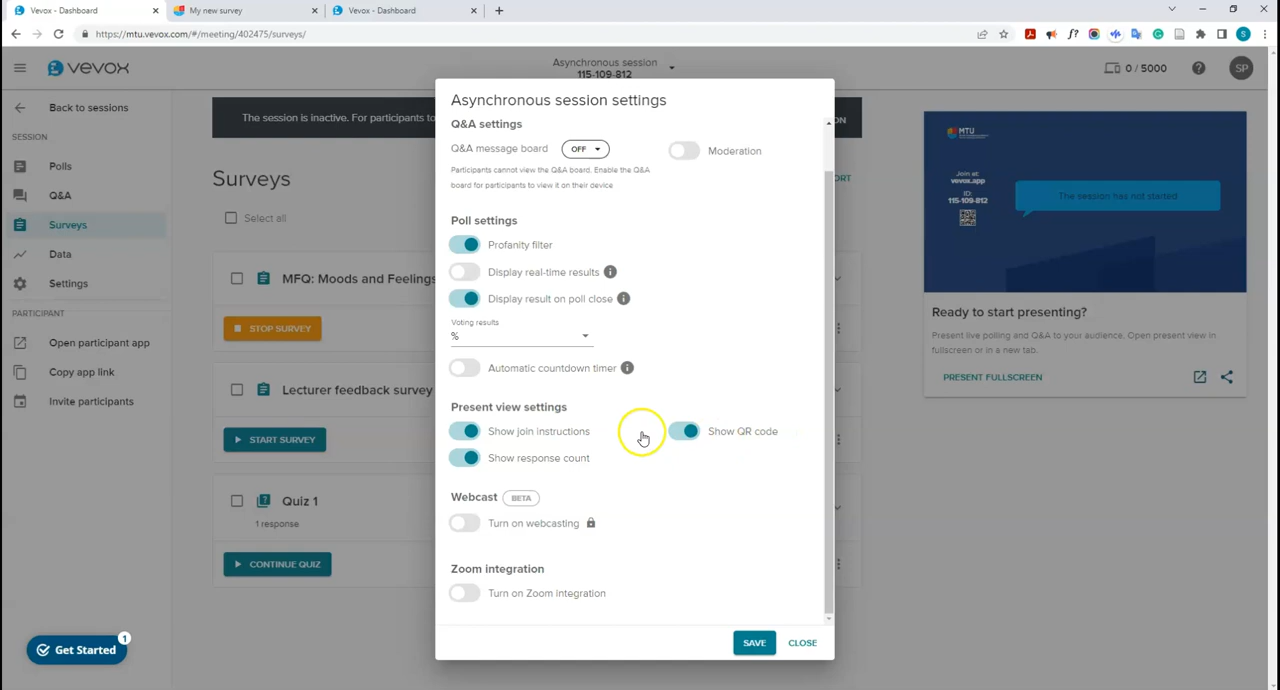 Vevox - Dashboard
My new survey
Vevox - Dashboard
https://mtu.vevox.com/#/meeting/402475/surveys/
vevox
Asynchronous session
115-109-812
0 / 5000
SP
Back to sessions
SESSION
Polls
Q&A
Surveys
Data
Settings
PARTICIPANT
Open participant app
Copy app link
Invite participants
Get Started
1
The session is inactive. For participants to
ON
Surveys
ORT
Select all
MFQ: Moods and Feelings
STOP SURVEY
Lecturer feedback survey
START SURVEY
Quiz 1
1 response
CONTINUE QUIZ
Asynchronous session settings
Q&A settings
Q&A message board
OFF
Moderation
Participants cannot view the Q&A board. Enable the Q&A
board for participants to view it on their device
Poll settings
Profanity filter
Display real-time results
Display result on poll close
Voting results
%
Automatic countdown timer
Present view settings
Show join instructions
Show QR code
Show response count
Webcast
BETA
Turn on webcasting
Zoom integration
Turn on Zoom integration
SAVE
CLOSE
MTU
Join at:
vevox.app
ID:
115-109-812
The session has not started
Ready to start presenting?
Present live polling and Q&A to your audience, Open present view in
fullscreen or in a new tab.
PRESENT FULLSCREEN